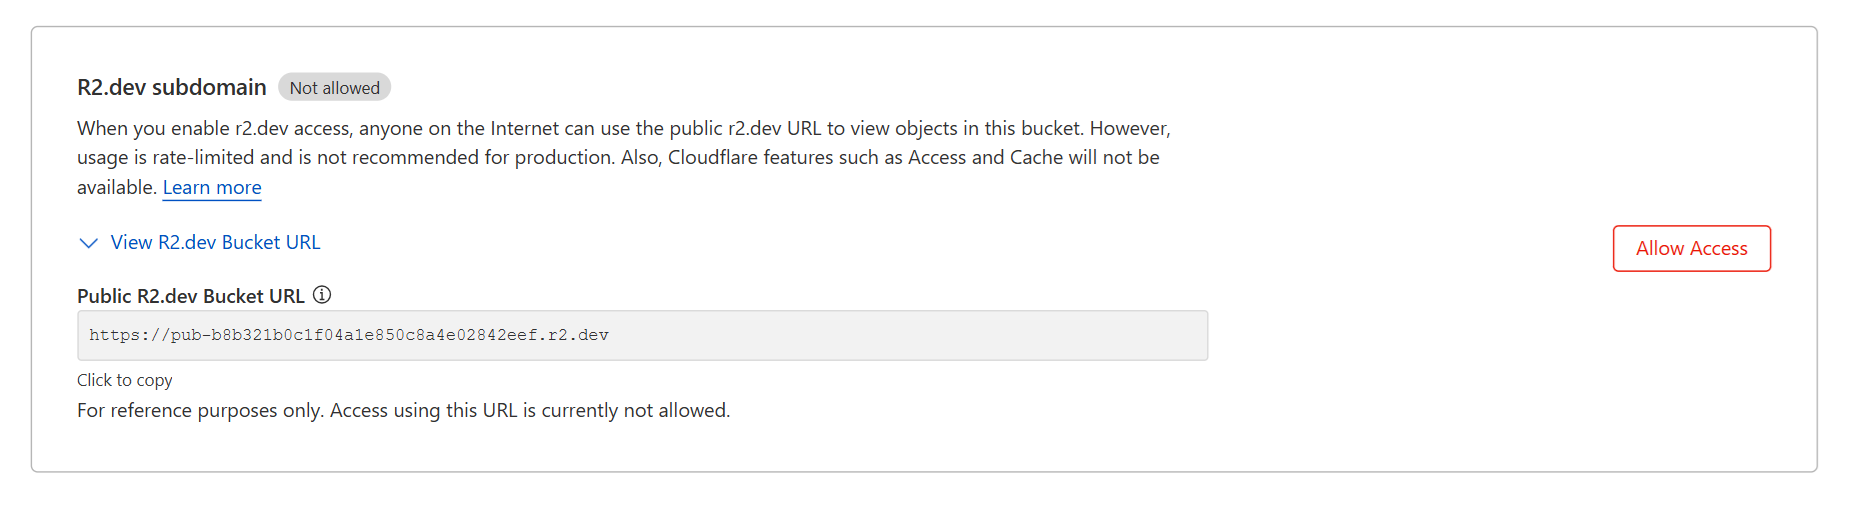 R2.dev subdomain Not allowed
When you enable r2.dev access, anyone on the Internet can use the public r2.dev URL to view objects in this bucket. However,
usage is rate-limited and is not recommended for production. Also, Cloudflare features such as Access and Cache will not be
available. Learn more
View R2.dev Bucket URL
Allow Access
Public R2.dev Bucket URL
https://pub-b8b321b0c1f04a1e850c8a4e02842eef.r2.dev
Click to copy
For reference purposes only. Access using this URL is currently not allowed.